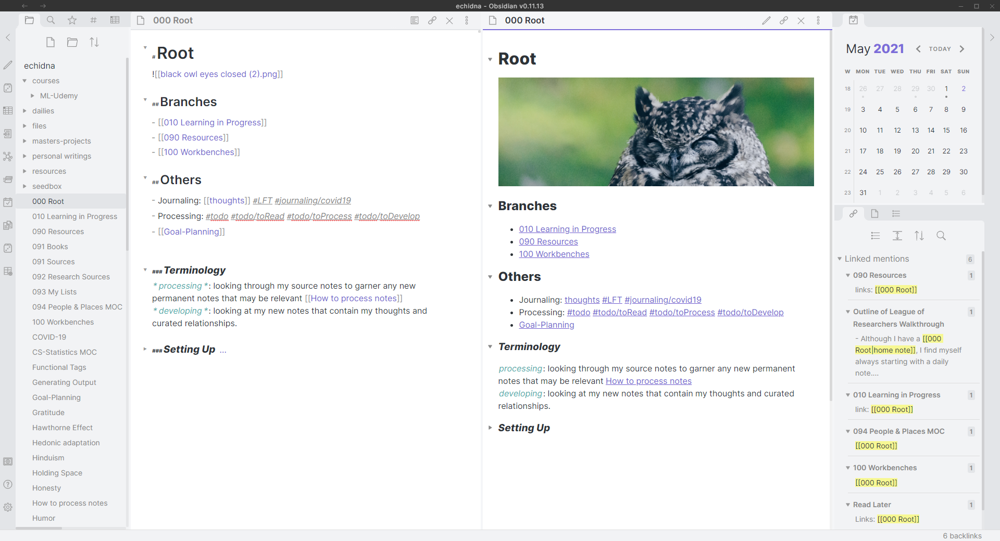 echidna - Obsidian v0.11.13
000 Root
000 Root
echidna
courses
ML-Udemy
dailies
files
masters-projects
personal writings
resources
seedbox
000 Root
010 Learning in Progress
090 Resources
091 Books
091 Sources
092 Research Sources
093 My Lists
094 People & Places MOC
100 Workbenches
COVID-19
CS-Statistics MOC
Functional Tags
Generating Output
Goal-Planning
Gratitude
Hawthorne Effect
Hedonic adaptation
Hinduism
Holding Space
Honesty
How to process notes
Humor
# Root
![[black owl eyes closed (2).png]]
## Branches
- [[010 Learning in Progress]]
- [[090 Resources]]
- [[100 Workbenches]]
## Others
- Journaling: [[thoughts]] #LFT #journaling/covid19
- Processing: #todo #todo/toRead #todo/toProcess #todo/toDevelop
- [[Goal-Planning]]
### Terminology
*processing*: looking through my source notes to garner any new
permanent notes that may be relevant [[How to process notes]]
*developing*: looking at my new notes that contain my thoughts and
curated relationships.
### Setting Up ...
Root
Branches
• 010 Learning in Progress
• 090 Resources
• 100 Workbenches
Others
• Journaling: thoughts #LFT #journaling/covid19
• Processing: #todo #todo/toRead #todo/toProcess #todo/toDevelop
• Goal-Planning
Terminology
processing: looking through my source notes to garner any new permanent
notes that may be relevant How to process notes
developing: looking at my new notes that contain my thoughts and curated
relationships.
Setting Up
May 2021 TODAY
W MON TUE WED THU FRI SAT SUN
18 26 27 28 29 30 1 2
19 3 4 5 6 7 8 9
20 10 11 12 13 14 15 16
21 17 18 19 20 21 22 23
22 24 25 26 27 28 29 30
23 31 1 2 3 4 5 6
Linked mentions 6
090 Resources 1
links: [[000 Root]]
Outline of League of 1
Researchers Walkthrough
- Although I have a [[000
Root|home note]], I find myself
always starting with a daily
note....
010 Learning in Progress 1
link: [[000 Root]]
094 People & Places MOC 1
[[000 Root]]
100 Workbenches 1
[[000 Root]]
Read Later 1
Links: [[000 Root]]
6 backlinks